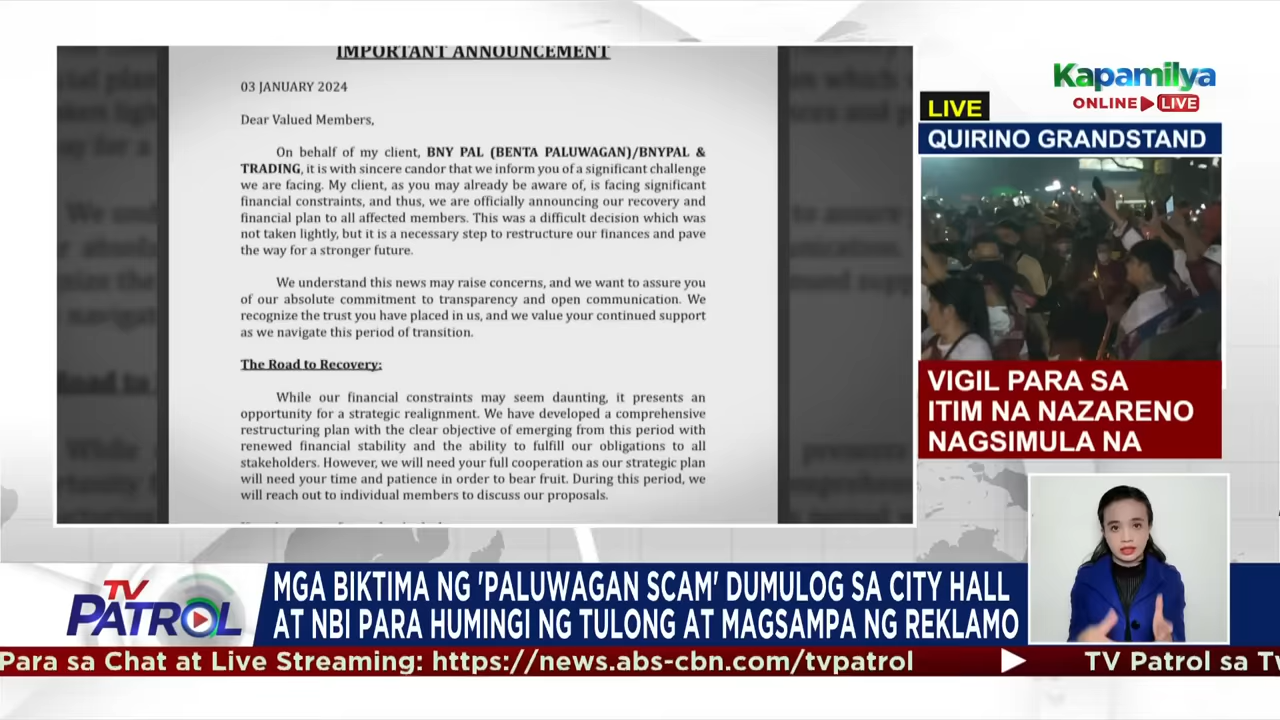 IMPORTANT ANNOUNCEMENT
03 JANUARY 2024
Dear Valued Members,
On behalf of my client, BNY PAL (BENTA PALUWAGAN)/BNYPAL &
TRADING, it is with sincere candor that we inform you of a significant challenge
we are facing. My client, as you may already be aware of, is facing significant
financial constraints, and thus, we are officially announcing our recovery and
financial plan to all affected members. This was a difficult decision which was
not taken lightly, but it is a necessary step to restructure our finances and pave
the way for a stronger future.
We understand this news may raise concerns, and we want to assure you
of our absolute commitment to transparency and open communication. We
recognize the trust you have placed in us, and we value your continued support
as we navigate this period of transition.
The Road to Recovery:
While our financial constraints may seem daunting, it presents an
opportunity for a strategic realignment. We have developed a comprehensive
restructuring plan with the clear objective of emerging from this period with
renewed financial stability and the ability to fulfill our obligations to all
stakeholders. However, we will need your full cooperation as our strategic plan
will need your time and patience in order to bear fruit. During this period, we
will reach out to individual members to discuss our proposals.
Kapamilya
ONLINE LIVE
LIVE
QUIRINO GRANDSTAND
VIGIL PARA SA
ITIM NA NAZARENO
NAGSIMULA NA
TV
PATROL
MGA BIKTIMA NG 'PALUWAGAN SCAM' DUMULOG SA CITY HALL
AT NBI PARA HUMINGI NG TULONG AT MAGSAMPA NG REKLAMO
Para sa Chat at Live Streaming: https://news.abs-cbn.com/tvpatrol
TV Patrol sa Tv